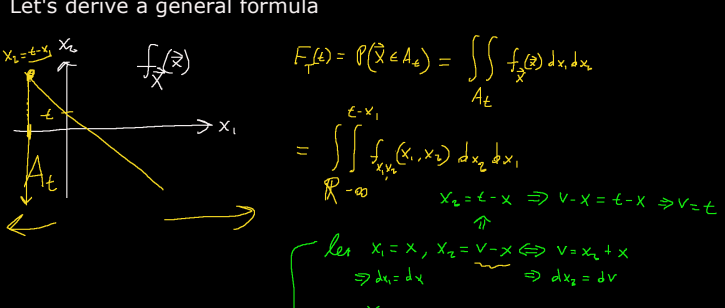 Let's derive a general formula
x₂ = t-x₁
x₂
f_X⃗(x⃗)
t
x₁
A_t
F_T(t) = P(X⃗ ∈ A_t) = ∬_{A_t} f_X⃗(x⃗) dx₁ dx₂
= ∫_ℝ ∫_{-∞}^{t-x₁} f_{X₁,X₂}(x₁, x₂) dx₂ dx₁
x₂ = t - x ⇒ v - x = t - x ⇒ v = t
⇑
let x₁ = x, x₂ = v - x ⇔ v = x₂ + x
⇒ dx₁ = dx ⇒ dx₂ = dv